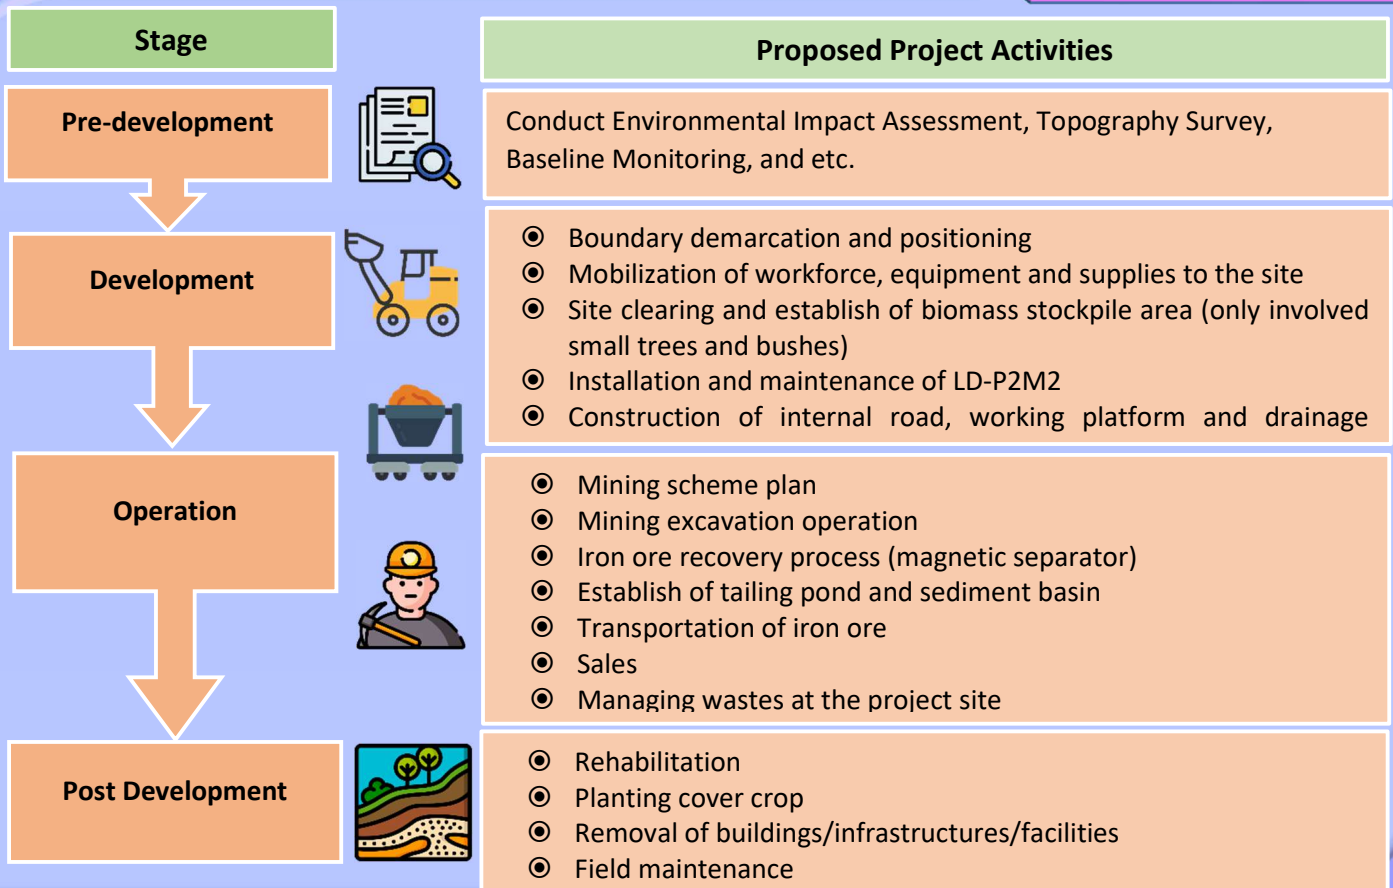 Stage
Proposed Project Activities
Pre-development
Conduct Environmental Impact Assessment, Topography Survey,
Baseline Monitoring, and etc.
Development
◉ Boundary demarcation and positioning
◉ Mobilization of workforce, equipment and supplies to the site
◉ Site clearing and establish of biomass stockpile area (only involved
small trees and bushes)
◉ Installation and maintenance of LD-P2M2
◉ Construction of internal road, working platform and drainage
Operation
◉ Mining scheme plan
◉ Mining excavation operation
◉ Iron ore recovery process (magnetic separator)
◉ Establish of tailing pond and sediment basin
◉ Transportation of iron ore
◉ Sales
◉ Managing wastes at the project site
Post Development
◉ Rehabilitation
◉ Planting cover crop
◉ Removal of buildings/infrastructures/facilities
◉ Field maintenance